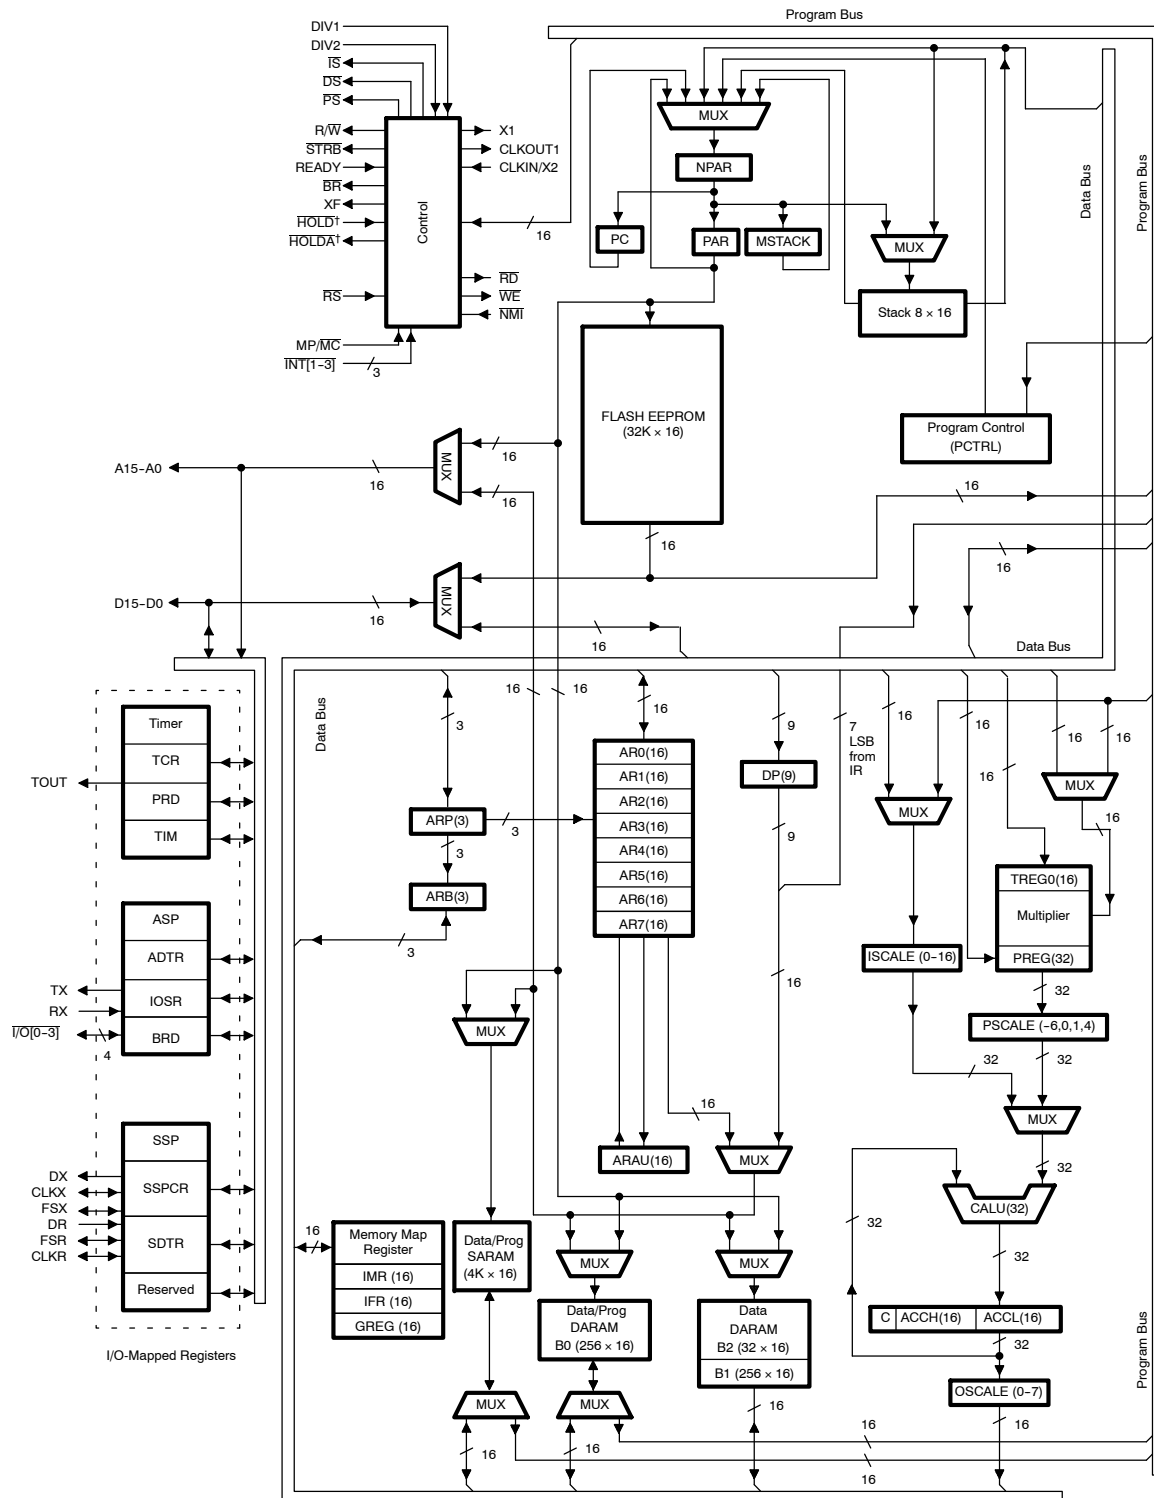 Program Bus
DIV1
DIV2
IS
DS
PS
R/W
STRB
READY
BR
XF
HOLD†
HOLDA†
RS
MP/MC
INT[1–3]
3
Control
X1
CLKOUT1
CLKIN/X2
16
RD
WE
NMI
MUX
NPAR
PC
PAR
MSTACK
MUX
Stack 8 × 16
Data Bus
Program Bus
FLASH EEPROM
(32K × 16)
Program Control
(PCTRL)
A15–A0
16
MUX
16
16
16
16
16
D15–D0
16
MUX
16
Data Bus
Data Bus
16
16
3
16
9
7
LSB
from
IR
16
16
16
16
16
Timer
TCR
PRD
TIM
TOUT
AR0(16)
AR1(16)
AR2(16)
AR3(16)
AR4(16)
AR5(16)
AR6(16)
AR7(16)
DP(9)
9
MUX
MUX
16
ARP(3)
3
3
ARB(3)
3
TREG0(16)
Multiplier
PREG(32)
ISCALE (0–16)
ASP
ADTR
IOSR
BRD
TX
RX
I/O[0–3]
4
16
32
MUX
PSCALE (–6,0,1,4)
32
32
MUX
16
32
ARAU(16)
MUX
CALU(32)
32
32
SSP
SSPCR
SDTR
Reserved
DX
CLKX
FSX
DR
FSR
CLKR
I/O-Mapped Registers
16
Memory Map
Register
IMR (16)
IFR (16)
GREG (16)
Data/Prog
SARAM
(4K × 16)
MUX
MUX
Data/Prog
DARAM
B0 (256 × 16)
Data
DARAM
B2 (32 × 16)
B1 (256 × 16)
C
ACCH(16)
ACCL(16)
32
OSCALE (0–7)
MUX
MUX
16
16
16
16
16
16
Program Bus